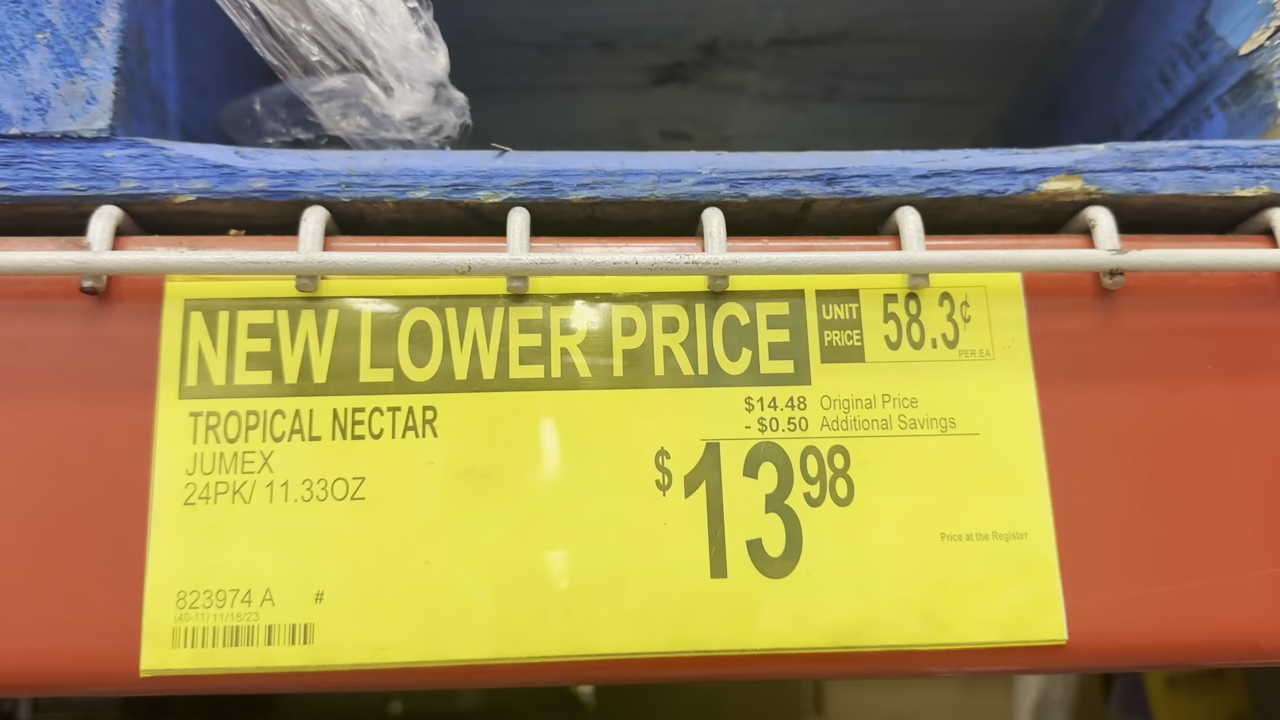 NEW LOWER PRICE
UNIT PRICE
58.3¢
PER EA
TROPICAL NECTAR
JUMEX
24PK/ 11.33OZ
$14.48 Original Price
- $0.50 Additional Savings
$13 98
Price at the Register
823974 A #
(40-11) 11/18/23